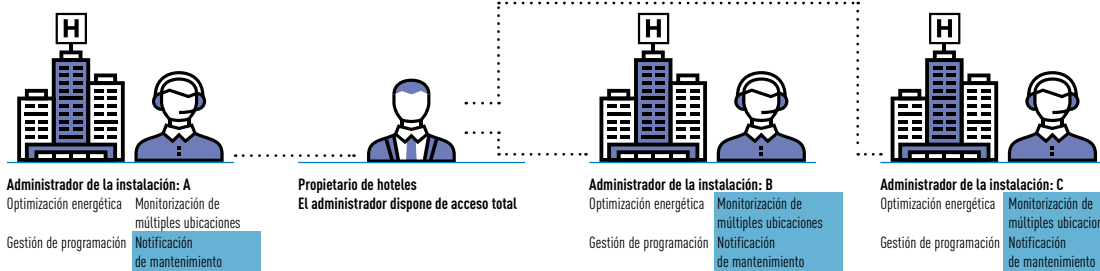 H
H
H
Administrador de la instalación: A
Optimización energética Monitorización de
múltiples ubicaciones
Gestión de programación Notificación
de mantenimiento
Propietario de hoteles
El administrador dispone de acceso total
Administrador de la instalación: B
Optimización energética Monitorización de
múltiples ubicaciones
Gestión de programación Notificación
de mantenimiento
Administrador de la instalación: C
Optimización energética Monitorización de
múltiples
Gestión de programación Notificación
de mantenimiento